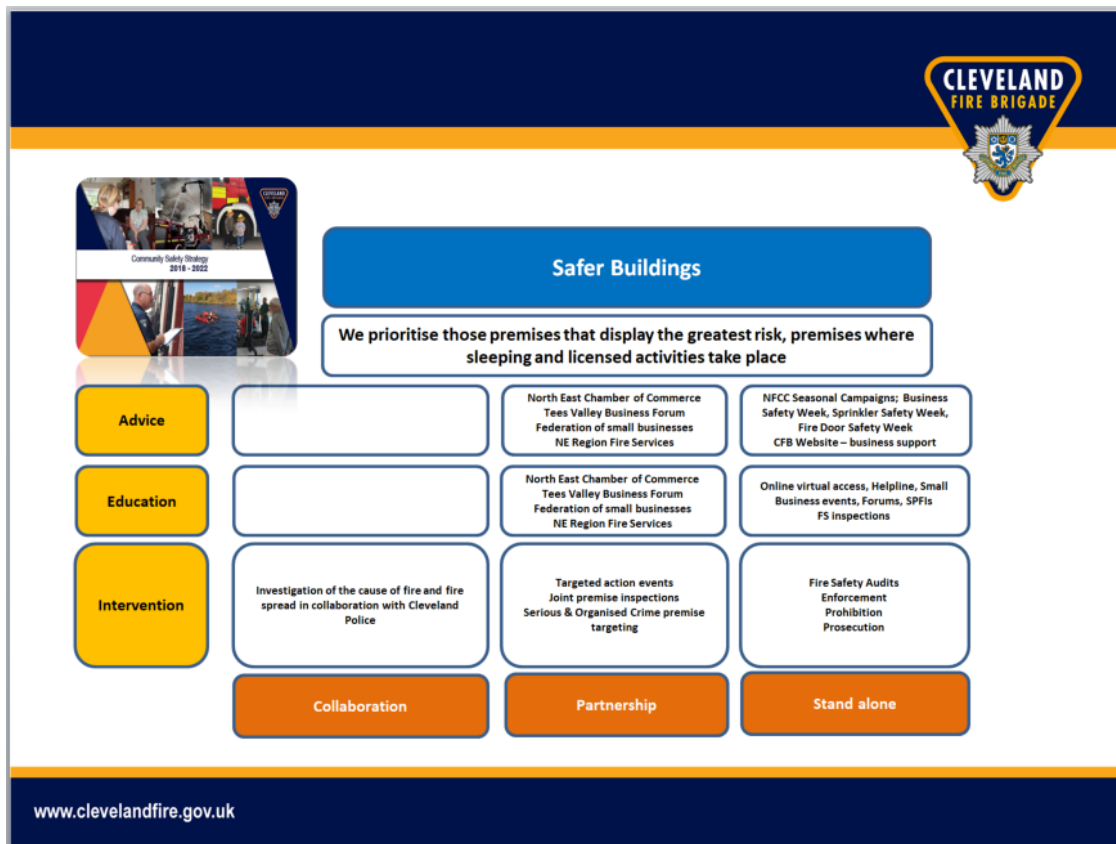 CLEVELAND
FIRE BRIGADE
CLEVELAND
FIRE BRIGADE
Community Safety Strategy
2018 - 2022
Safer Buildings
We prioritise those premises that display the greatest risk, premises where
sleeping and licensed activities take place
Advice
North East Chamber of Commerce
Tees Valley Business Forum
Federation of small businesses
NE Region Fire Services
NFCC Seasonal Campaigns; Business
Safety Week, Sprinkler Safety Week,
Fire Door Safety Week
CFB Website – business support
Education
North East Chamber of Commerce
Tees Valley Business Forum
Federation of small businesses
NE Region Fire Services
Online virtual access, Helpline, Small
Business events, Forums, SPFIs
FS inspections
Intervention
Investigation of the cause of fire and fire
spread in collaboration with Cleveland
Police
Targeted action events
Joint premise inspections
Serious & Organised Crime premise
targeting
Fire Safety Audits
Enforcement
Prohibition
Prosecution
Collaboration
Partnership
Stand alone
www.clevelandfire.gov.uk